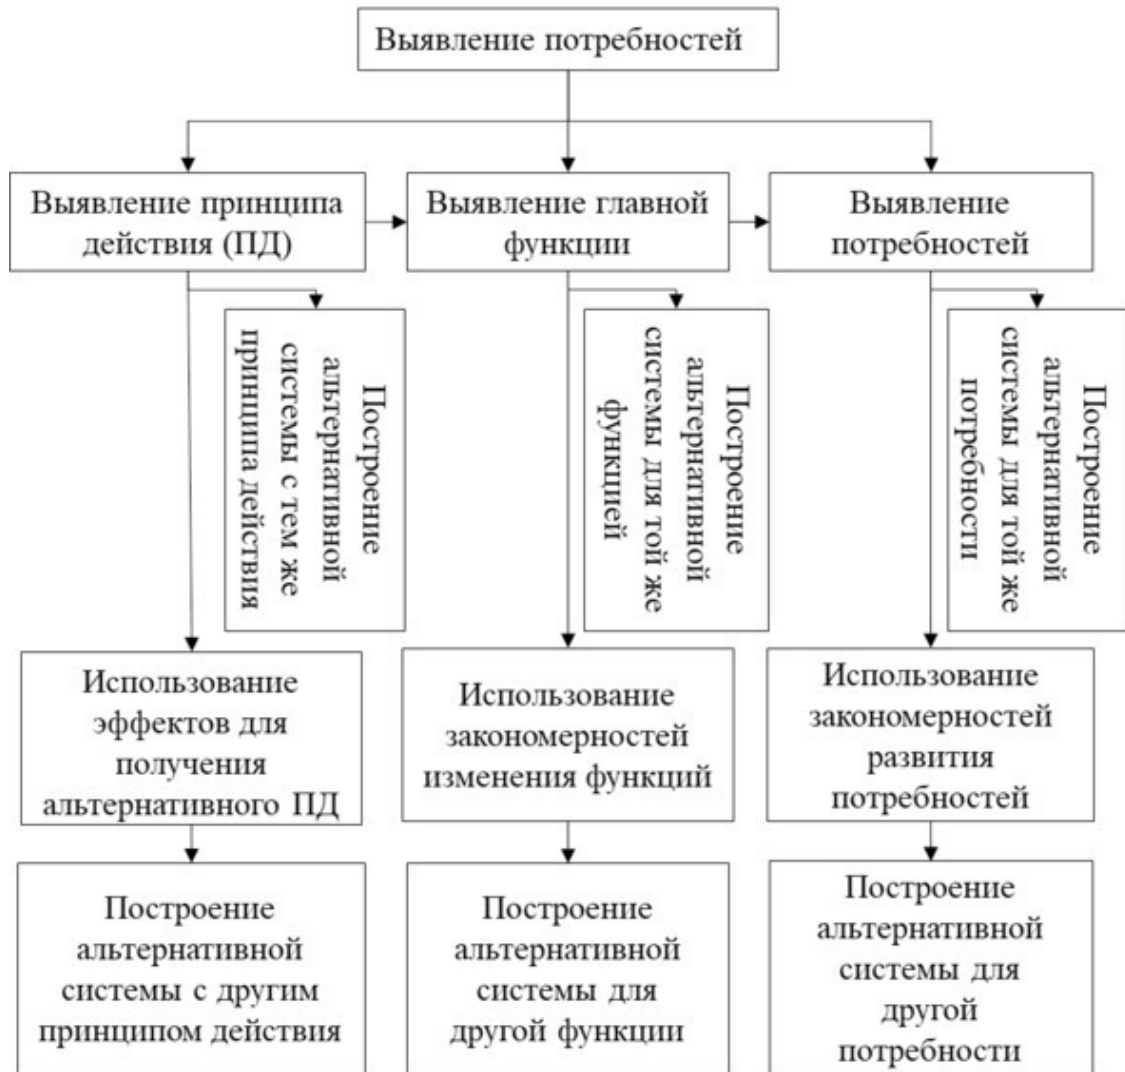 Выявление потребностей
Выявление принципа
действия (ПД)
Выявление главной
функции
Выявление
потребностей
Построение
альтернативной
системы с тем же
принципа действия
Построение
альтернативной
системы для той же
функцией
Построение
альтернативной
системы для той же
потребности
Использование
эффектов для
получения
альтернативного ПД
Использование
закономерностей
изменения функций
Использование
закономерностей
развития
потребностей
Построение
альтернативной
системы с другим
принципом действия
Построение
альтернативной
системы для
другой функции
Построение
альтернативной
системы для
другой
потребности